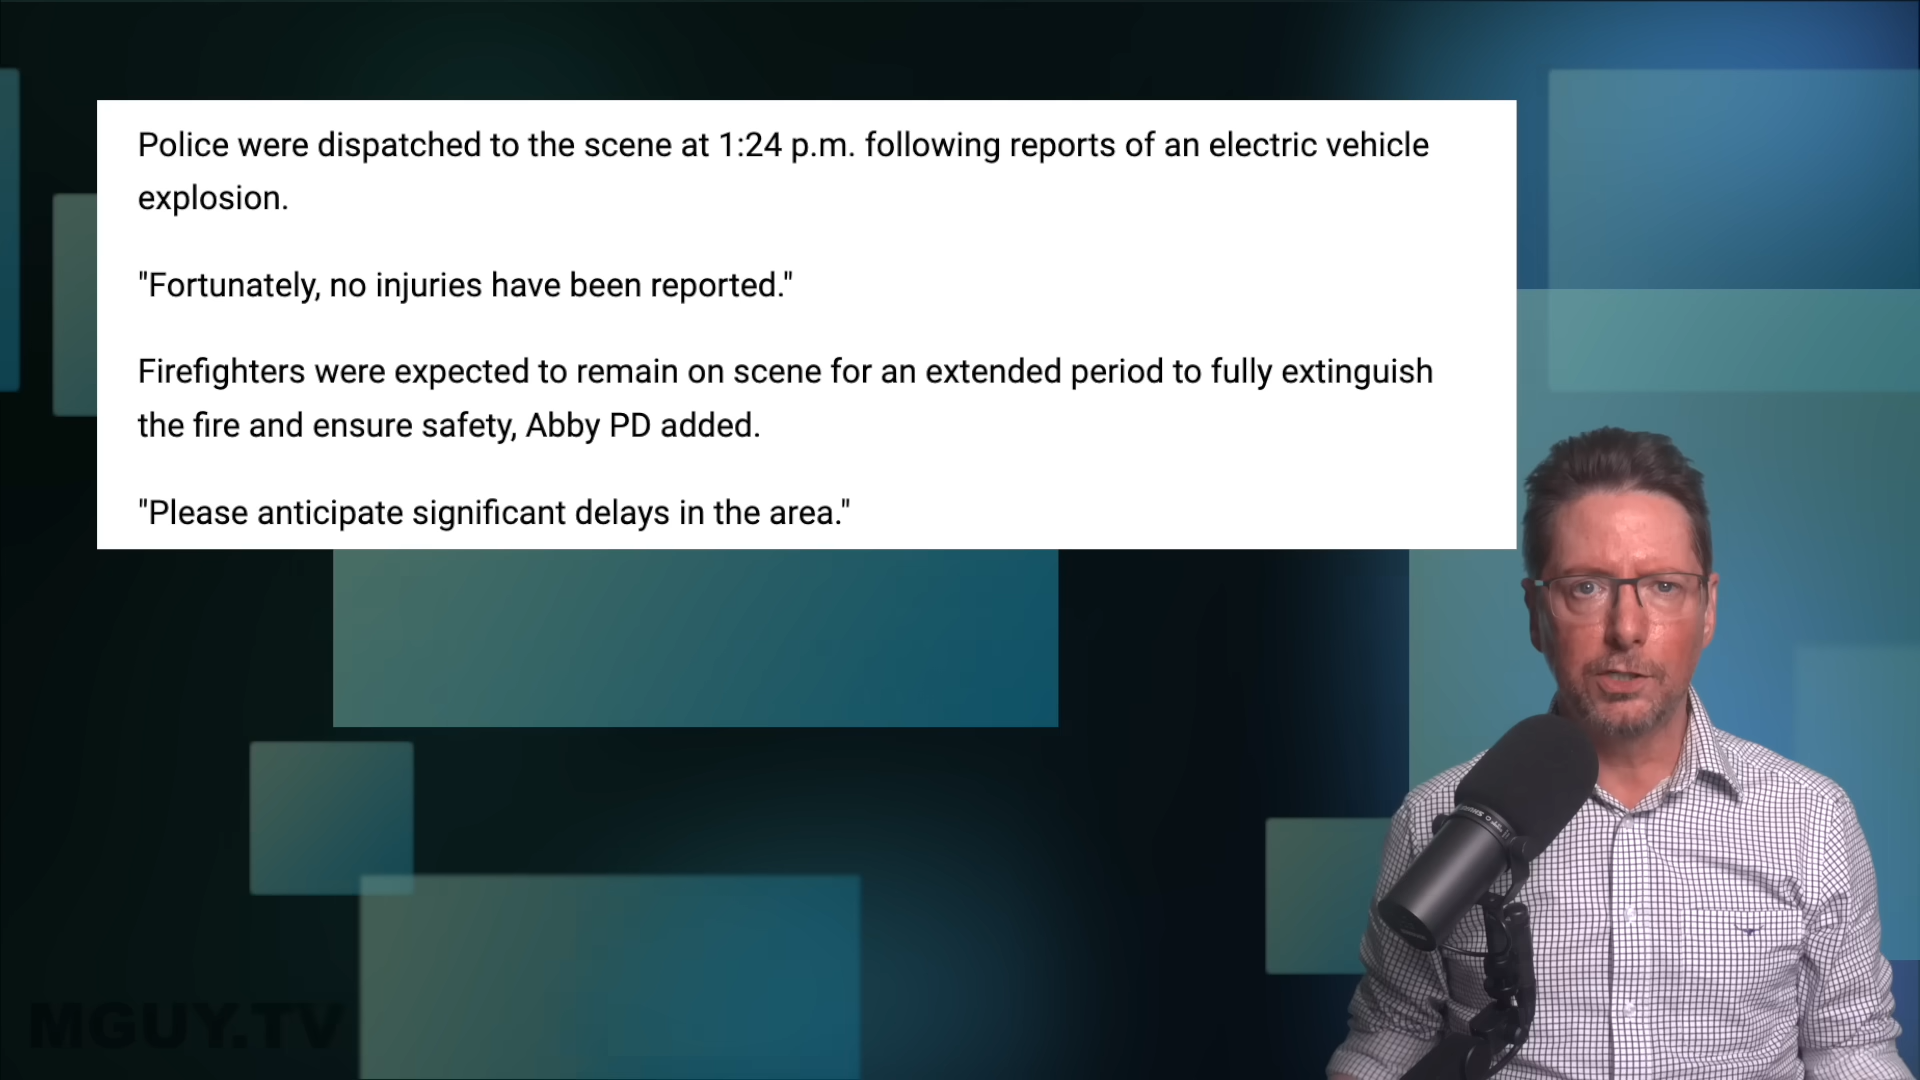 Police were dispatched to the scene at 1:24 p.m. following reports of an electric vehicle
explosion.
"Fortunately, no injuries have been reported."
Firefighters were expected to remain on scene for an extended period to fully extinguish
the fire and ensure safety, Abby PD added.
"Please anticipate significant delays in the area."
MGUY.TV